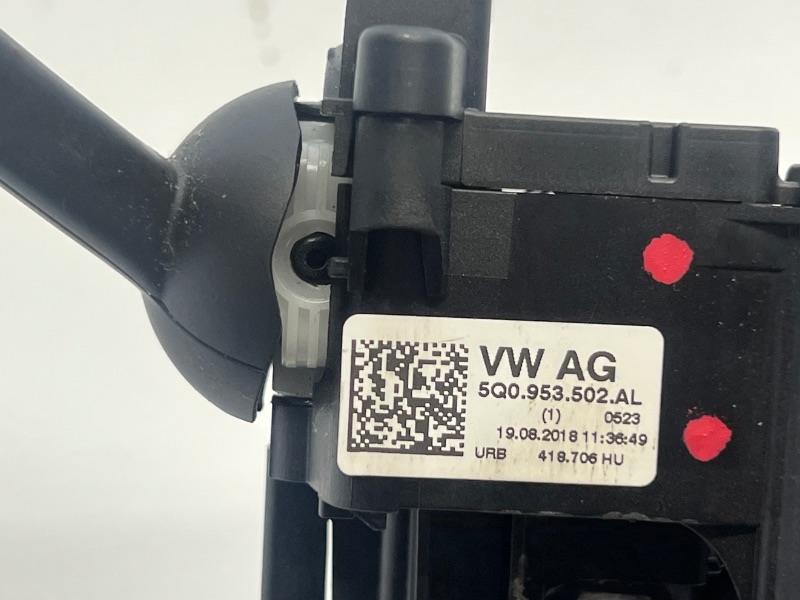 VW AG
5Q0.953.502.AL
(1) 0523
19.08.2018 11:36:49
URB 418.706 HU